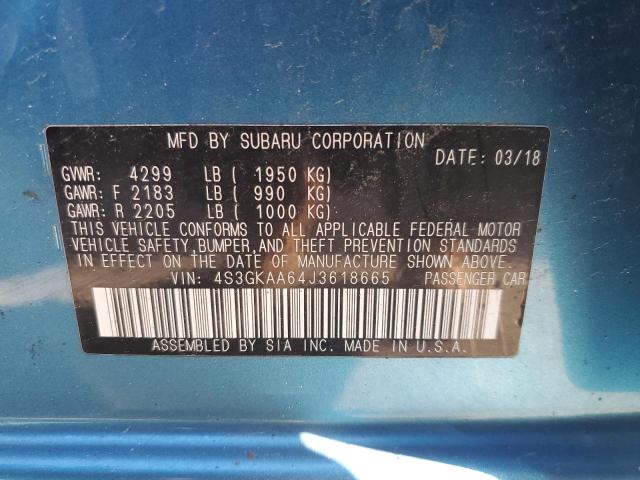 MFD BY SUBARU CORPORATION
DATE: 03/18
GVWR: 4299 LB ( 1950 KG)
GAWR: F 2183 LB ( 990 KG)
GAWR: R 2205 LB ( 1000 KG)
THIS VEHICLE CONFORMS TO ALL APPLICABLE FEDERAL MOTOR
VEHICLE SAFETY, BUMPER, AND THEFT PREVENTION STANDARDS
IN EFFECT ON THE DATE OF MANUFACTURE SHOWN ABOVE.
VIN: 4S3GKAA64J3618665 PASSENGER CAR
ASSEMBLED BY SIA INC. MADE IN U.S.A.